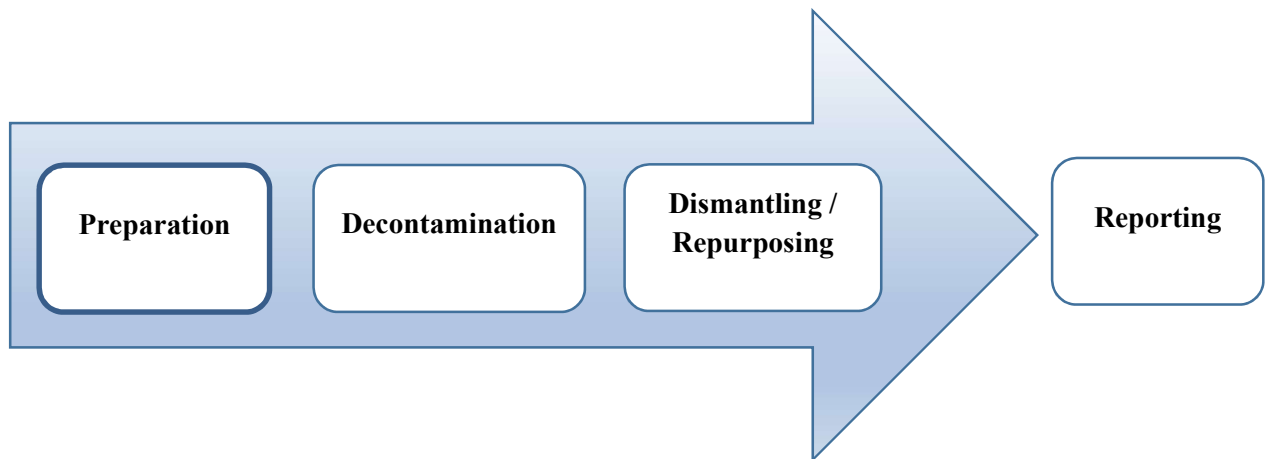 Preparation
Decontamination
Dismantling /
Repurposing
Reporting